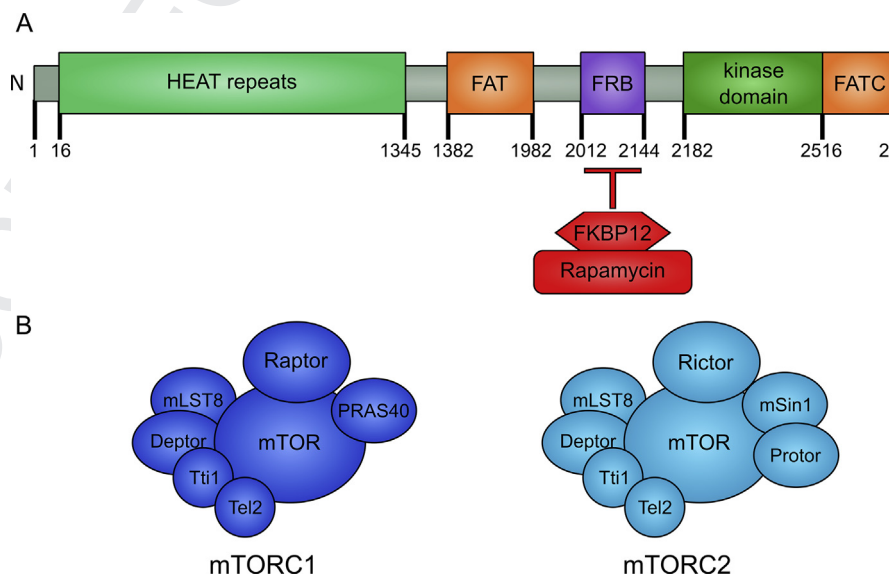 A
N
HEAT repeats
FAT
FRB
kinase
domain
FATC
1 16 1345 1382 1982 2012 2144 2182 2516 2
FKBP12
Rapamycin
B
Raptor
mLST8
PRAS40
Deptor
mTOR
Tti1
Tel2
mTORC1
Rictor
mLST8
mSin1
Deptor
mTOR
Protor
Tti1
Tel2
mTORC2